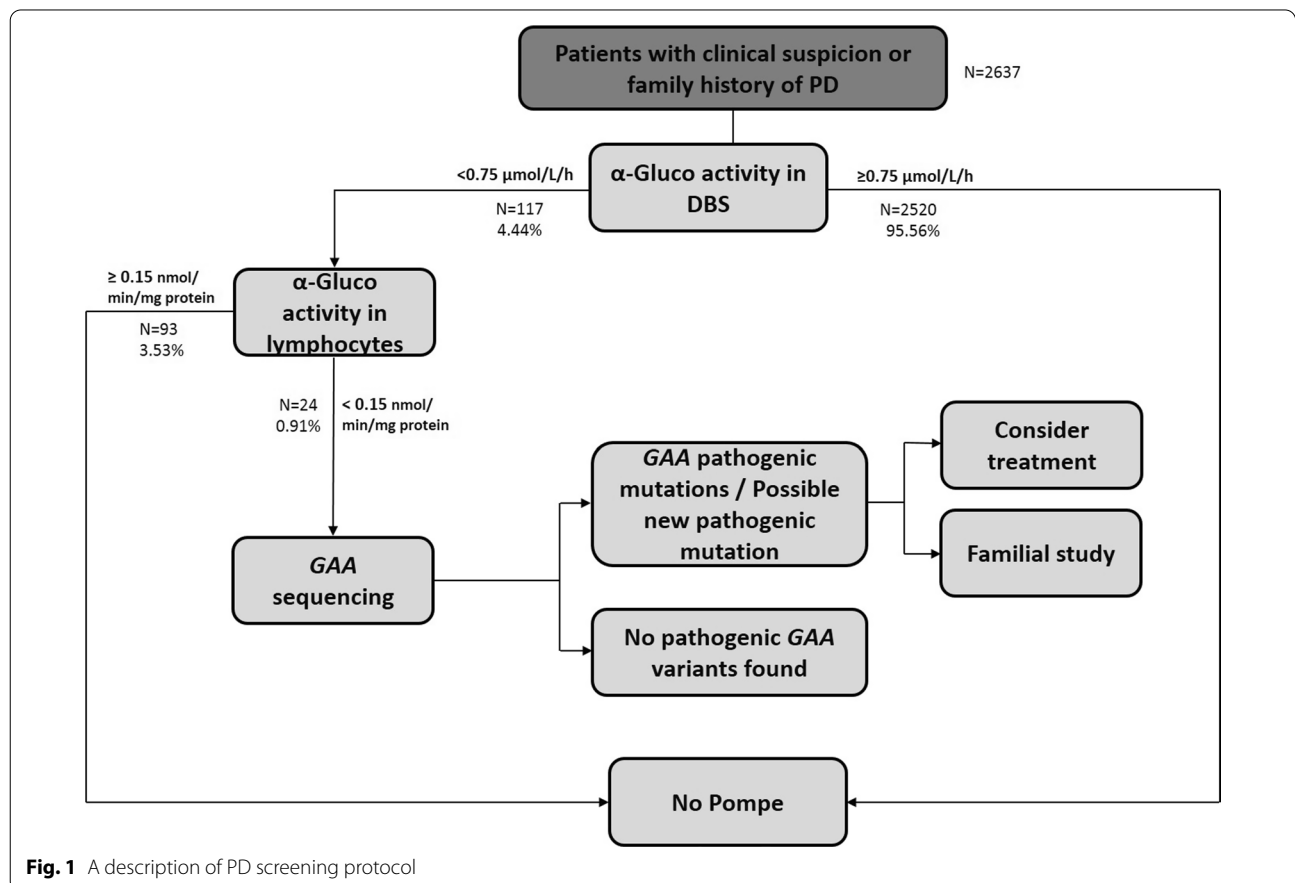 Patients with clinical suspicion or
family history of PD
N=2637
α-Gluco activity in
DBS
<0.75 µmol/L/h
N=117
4.44%
≥0.75 µmol/L/h
N=2520
95.56%
α-Gluco
activity in
lymphocytes
≥ 0.15 nmol/
min/mg protein
N=93
3.53%
N=24
0.91%
< 0.15 nmol/
min/mg protein
GAA
sequencing
GAA pathogenic
mutations / Possible
new pathogenic
mutation
Consider
treatment
Familial study
No pathogenic GAA
variants found
No Pompe
Fig. 1 A description of PD screening protocol